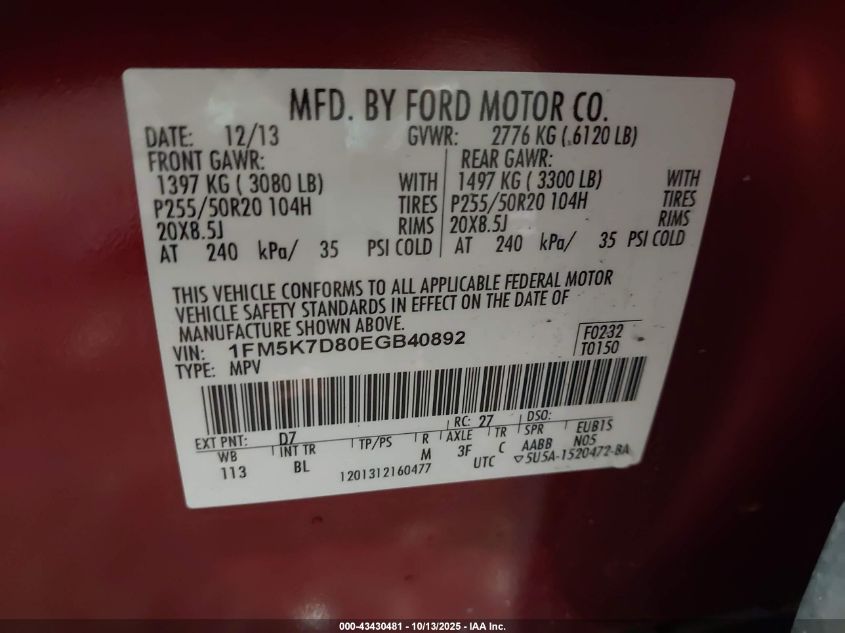 MFD. BY FORD MOTOR CO.
DATE: 12/13 GVWR: 2776 KG (.6120 LB)
FRONT GAWR: REAR GAWR:
1397 KG ( 3080 LB) WITH 1497 KG ( 3300 LB) WITH
P255/50R20 104H TIRES P255/50R20 104H TIRES
20X8.5J RIMS 20X8.5J RIMS
AT 240 kPa/ 35 PSI COLD AT 240 kPa/ 35 PSI COLD
THIS VEHICLE CONFORMS TO ALL APPLICABLE FEDERAL MOTOR
VEHICLE SAFETY STANDARDS IN EFFECT ON THE DATE OF
MANUFACTURE SHOWN ABOVE.
VIN: 1FM5K7D80EGB40892 F0232
TYPE: MPV T0150
RC: 27 DSO:
EXT PNT: D7
WB INT TR TP/PS R AXLE TR SPR EUB1S
113 BL M 3F C AABB N05
1201312160477 UTC ▽5U5A-1520472-BA
000-43430481 - 10/13/2025 - IAA Inc.